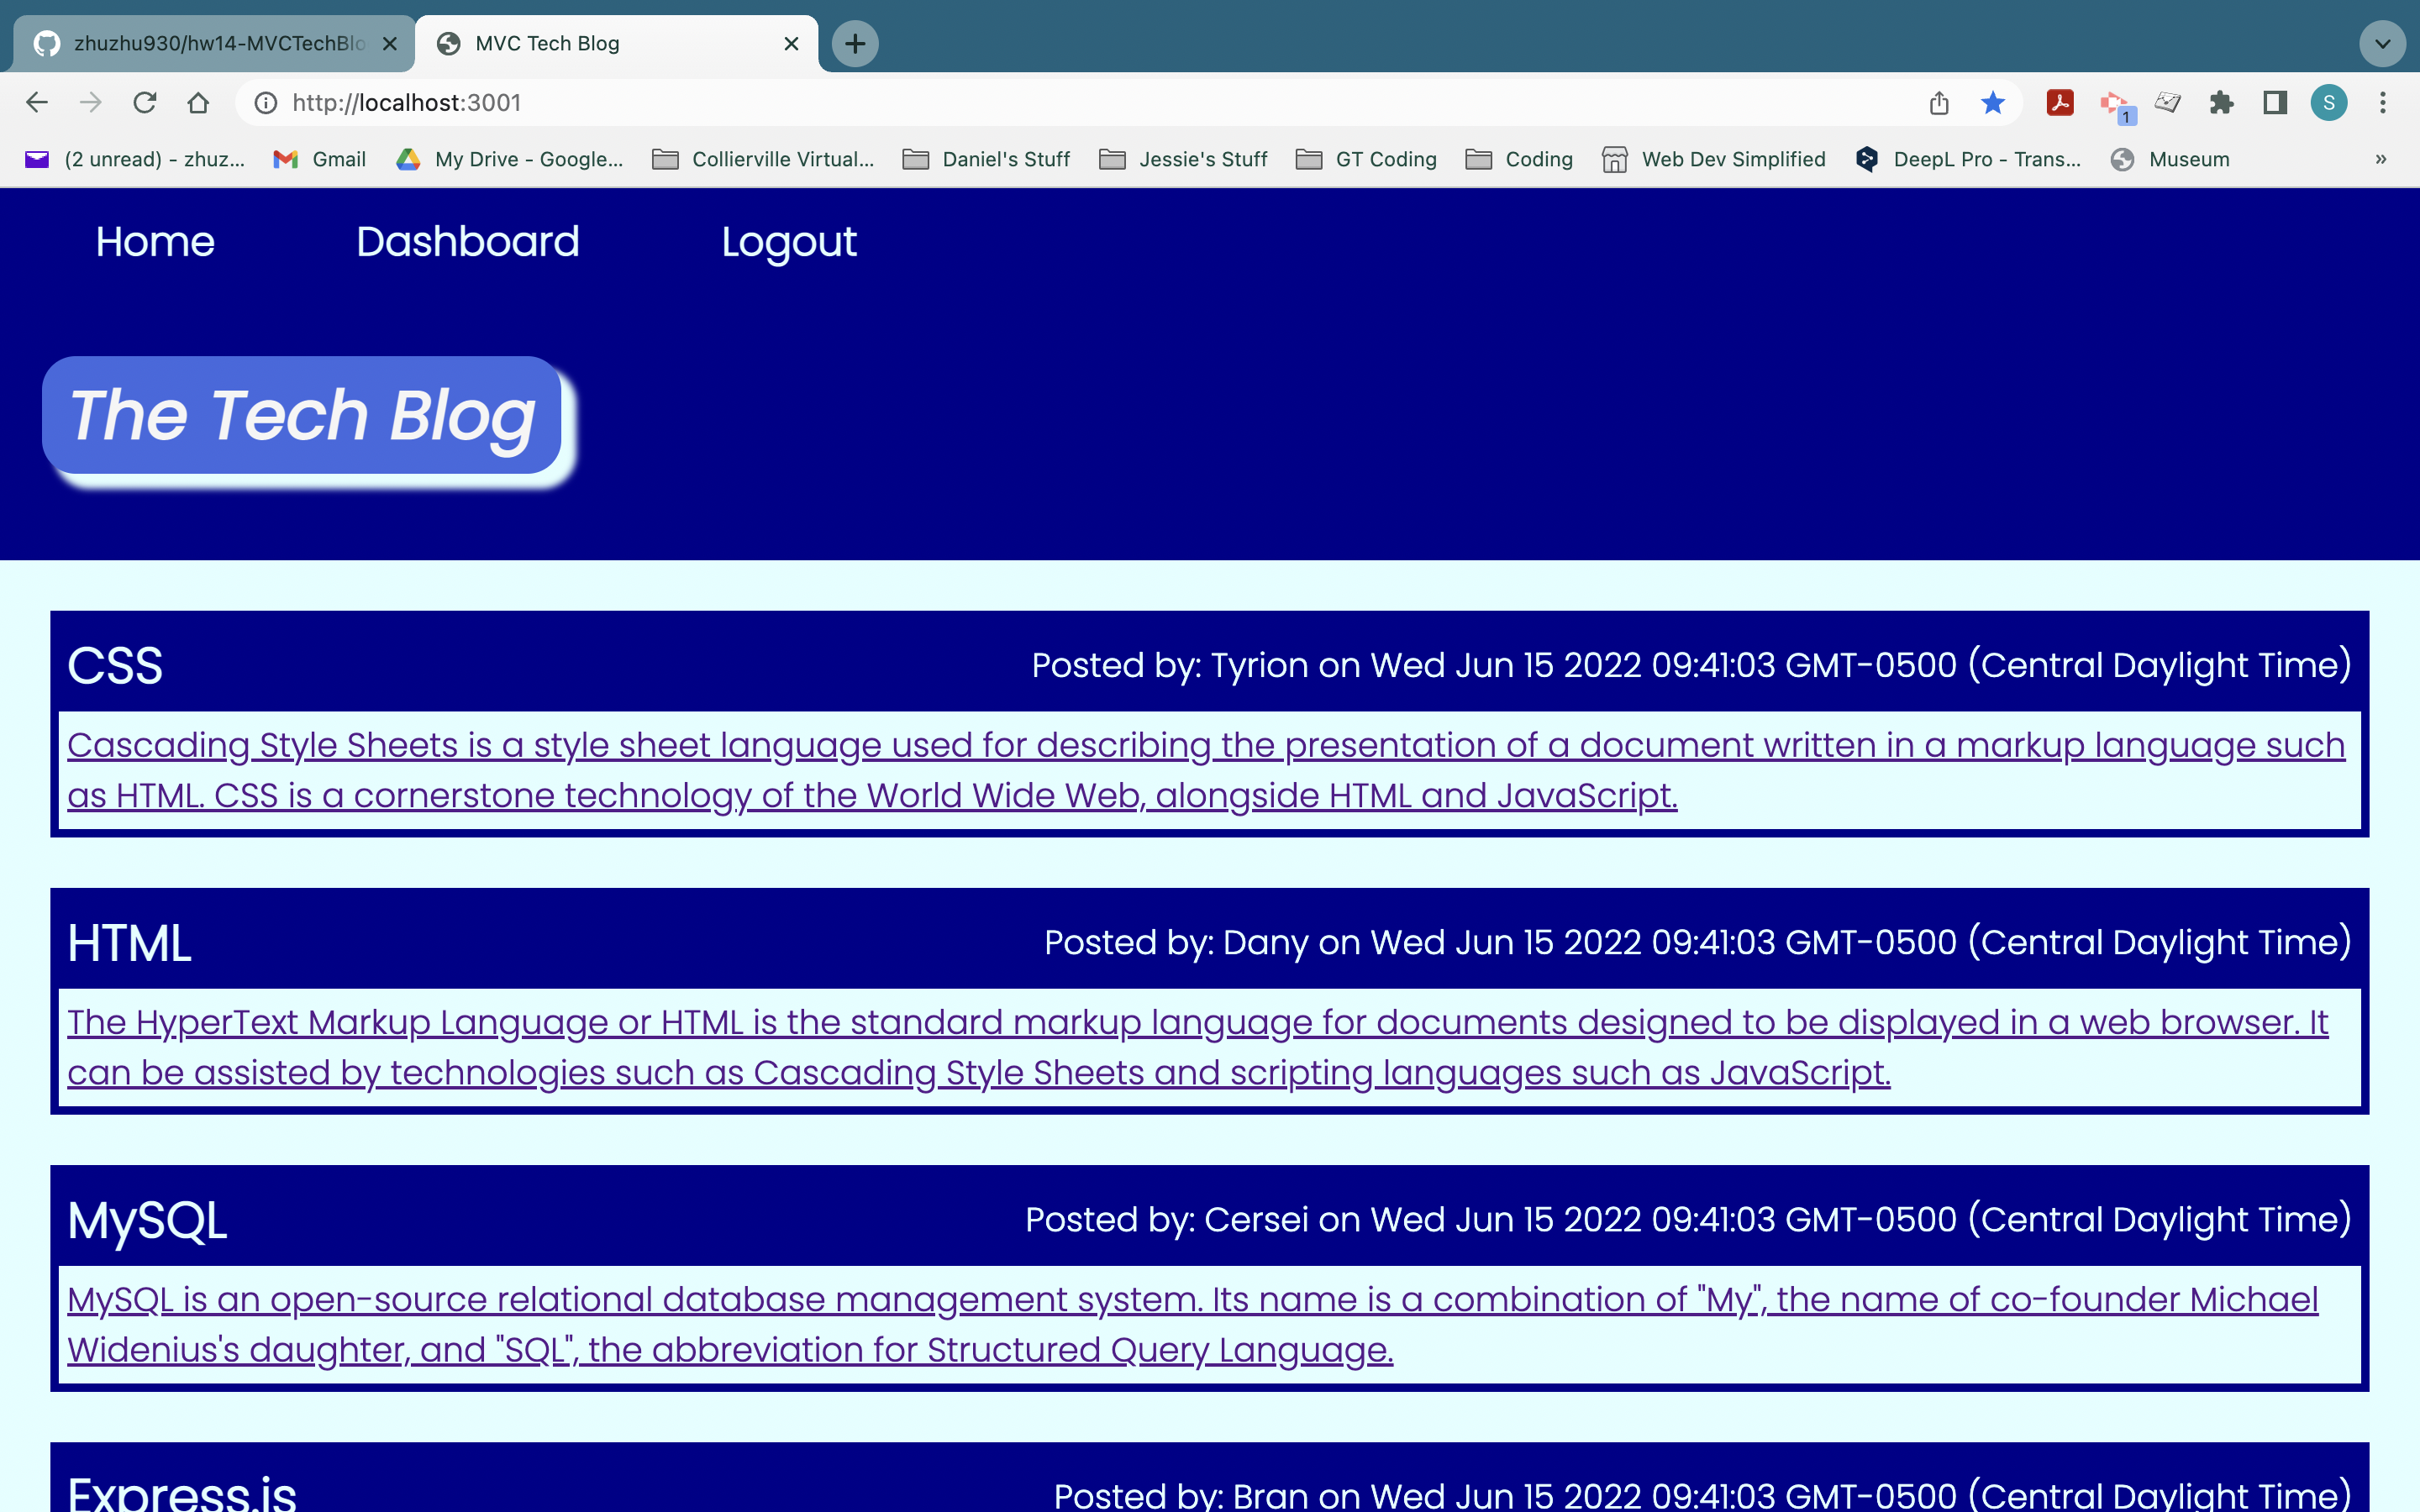 zhuzhu930/hw14-MVCTechBlo
MVC Tech Blog
http://localhost:3001
1
S
(2 unread) - zhuz...
Gmail
My Drive - Google...
Collierville Virtual...
Daniel's Stuff
Jessie's Stuff
GT Coding
Coding
Web Dev Simplified
DeepL Pro - Trans...
Museum
»
Home
Dashboard
Logout
The Tech Blog
CSS
Posted by: Tyrion on Wed Jun 15 2022 09:41:03 GMT-0500 (Central Daylight Time)
Cascading Style Sheets is a style sheet language used for describing the presentation of a document written in a markup language such
as HTML. CSS is a cornerstone technology of the World Wide Web, alongside HTML and JavaScript.
HTML
Posted by: Dany on Wed Jun 15 2022 09:41:03 GMT-0500 (Central Daylight Time)
The HyperText Markup Language or HTML is the standard markup language for documents designed to be displayed in a web browser. It
can be assisted by technologies such as Cascading Style Sheets and scripting languages such as JavaScript.
MySQL
Posted by: Cersei on Wed Jun 15 2022 09:41:03 GMT-0500 (Central Daylight Time)
MySQL is an open-source relational database management system. Its name is a combination of "My", the name of co-founder Michael
Widenius's daughter, and "SQL", the abbreviation for Structured Query Language.
Express.js
Posted by: Bran on Wed Jun 15 2022 09:41:03 GMT-0500 (Central Daylight Time)